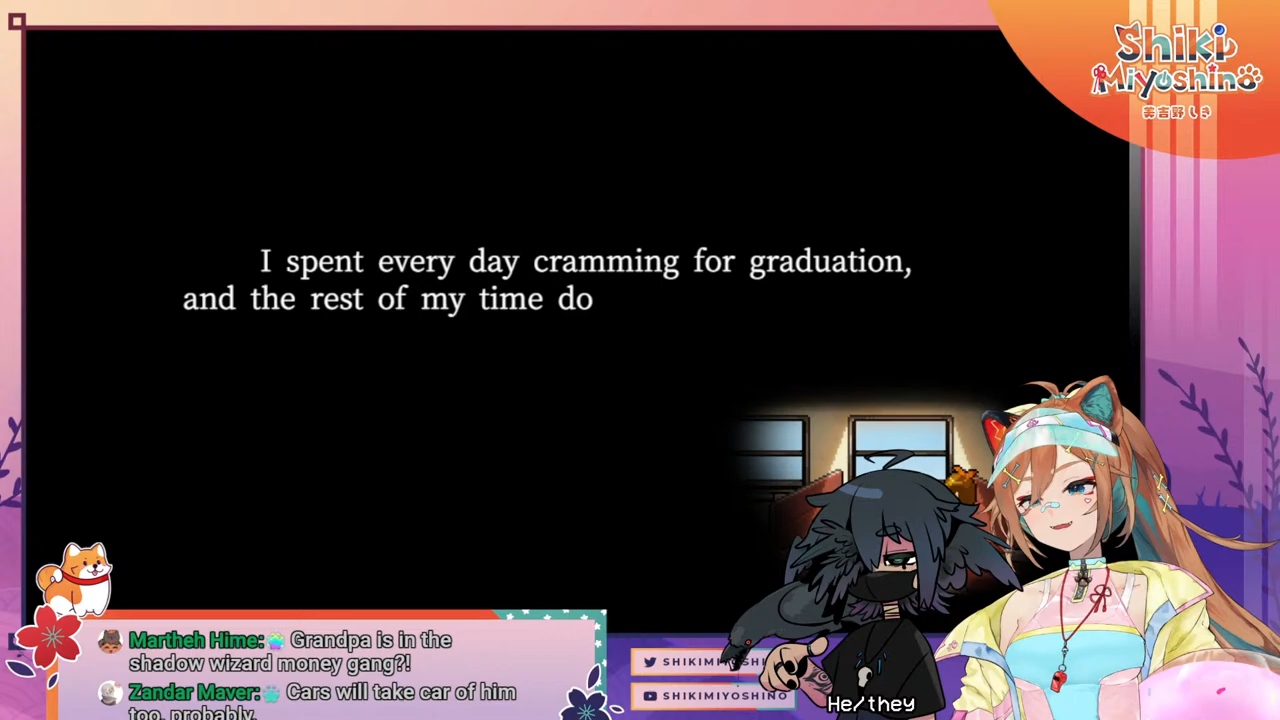 Shiki
Miyoshino
美吉野しき
I spent every day cramming for graduation,
and the rest of my time do
Martheh Hime: Grandpa is in the
shadow wizard money gang?!
Zandar Maver: Cars will take car of him
too, probably.
SHIKIMIYOSHI
SHIKIMIYOSHINO
He/they